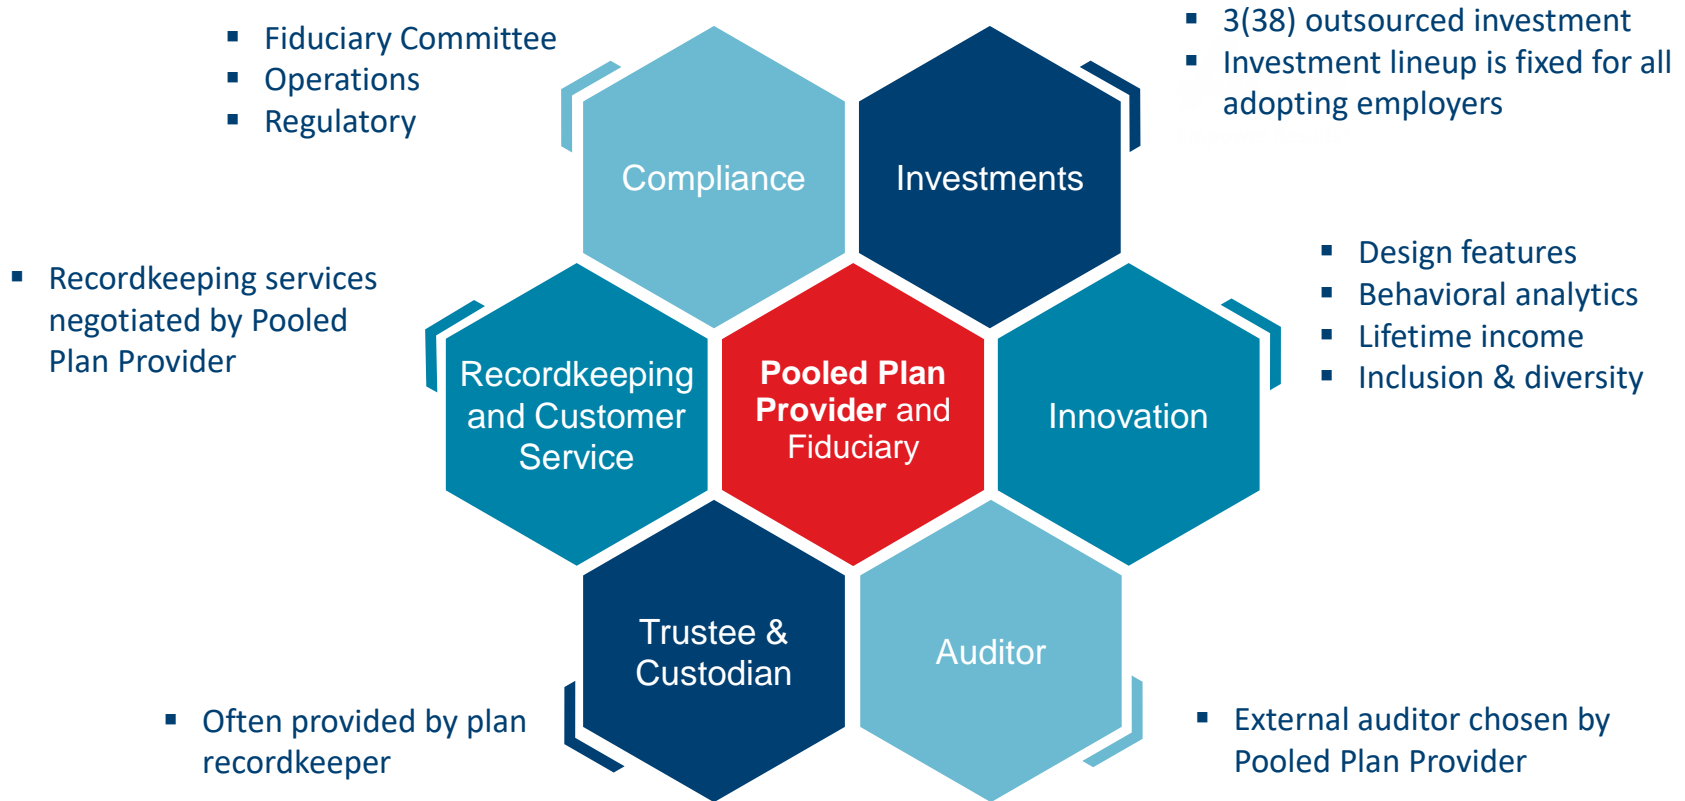 ▪ Fiduciary Committee
▪ Operations
▪ Regulatory
▪ 3(38) outsourced investment
▪ Investment lineup is fixed for all
adopting employers
Compliance
Investments
▪ Recordkeeping services
negotiated by Pooled
Plan Provider
▪ Design features
▪ Behavioral analytics
▪ Lifetime income
▪ Inclusion & diversity
Recordkeeping
and Customer
Service
Pooled Plan
Provider and
Fiduciary
Innovation
Trustee &
Custodian
Auditor
▪ Often provided by plan
recordkeeper
▪ External auditor chosen by
Pooled Plan Provider